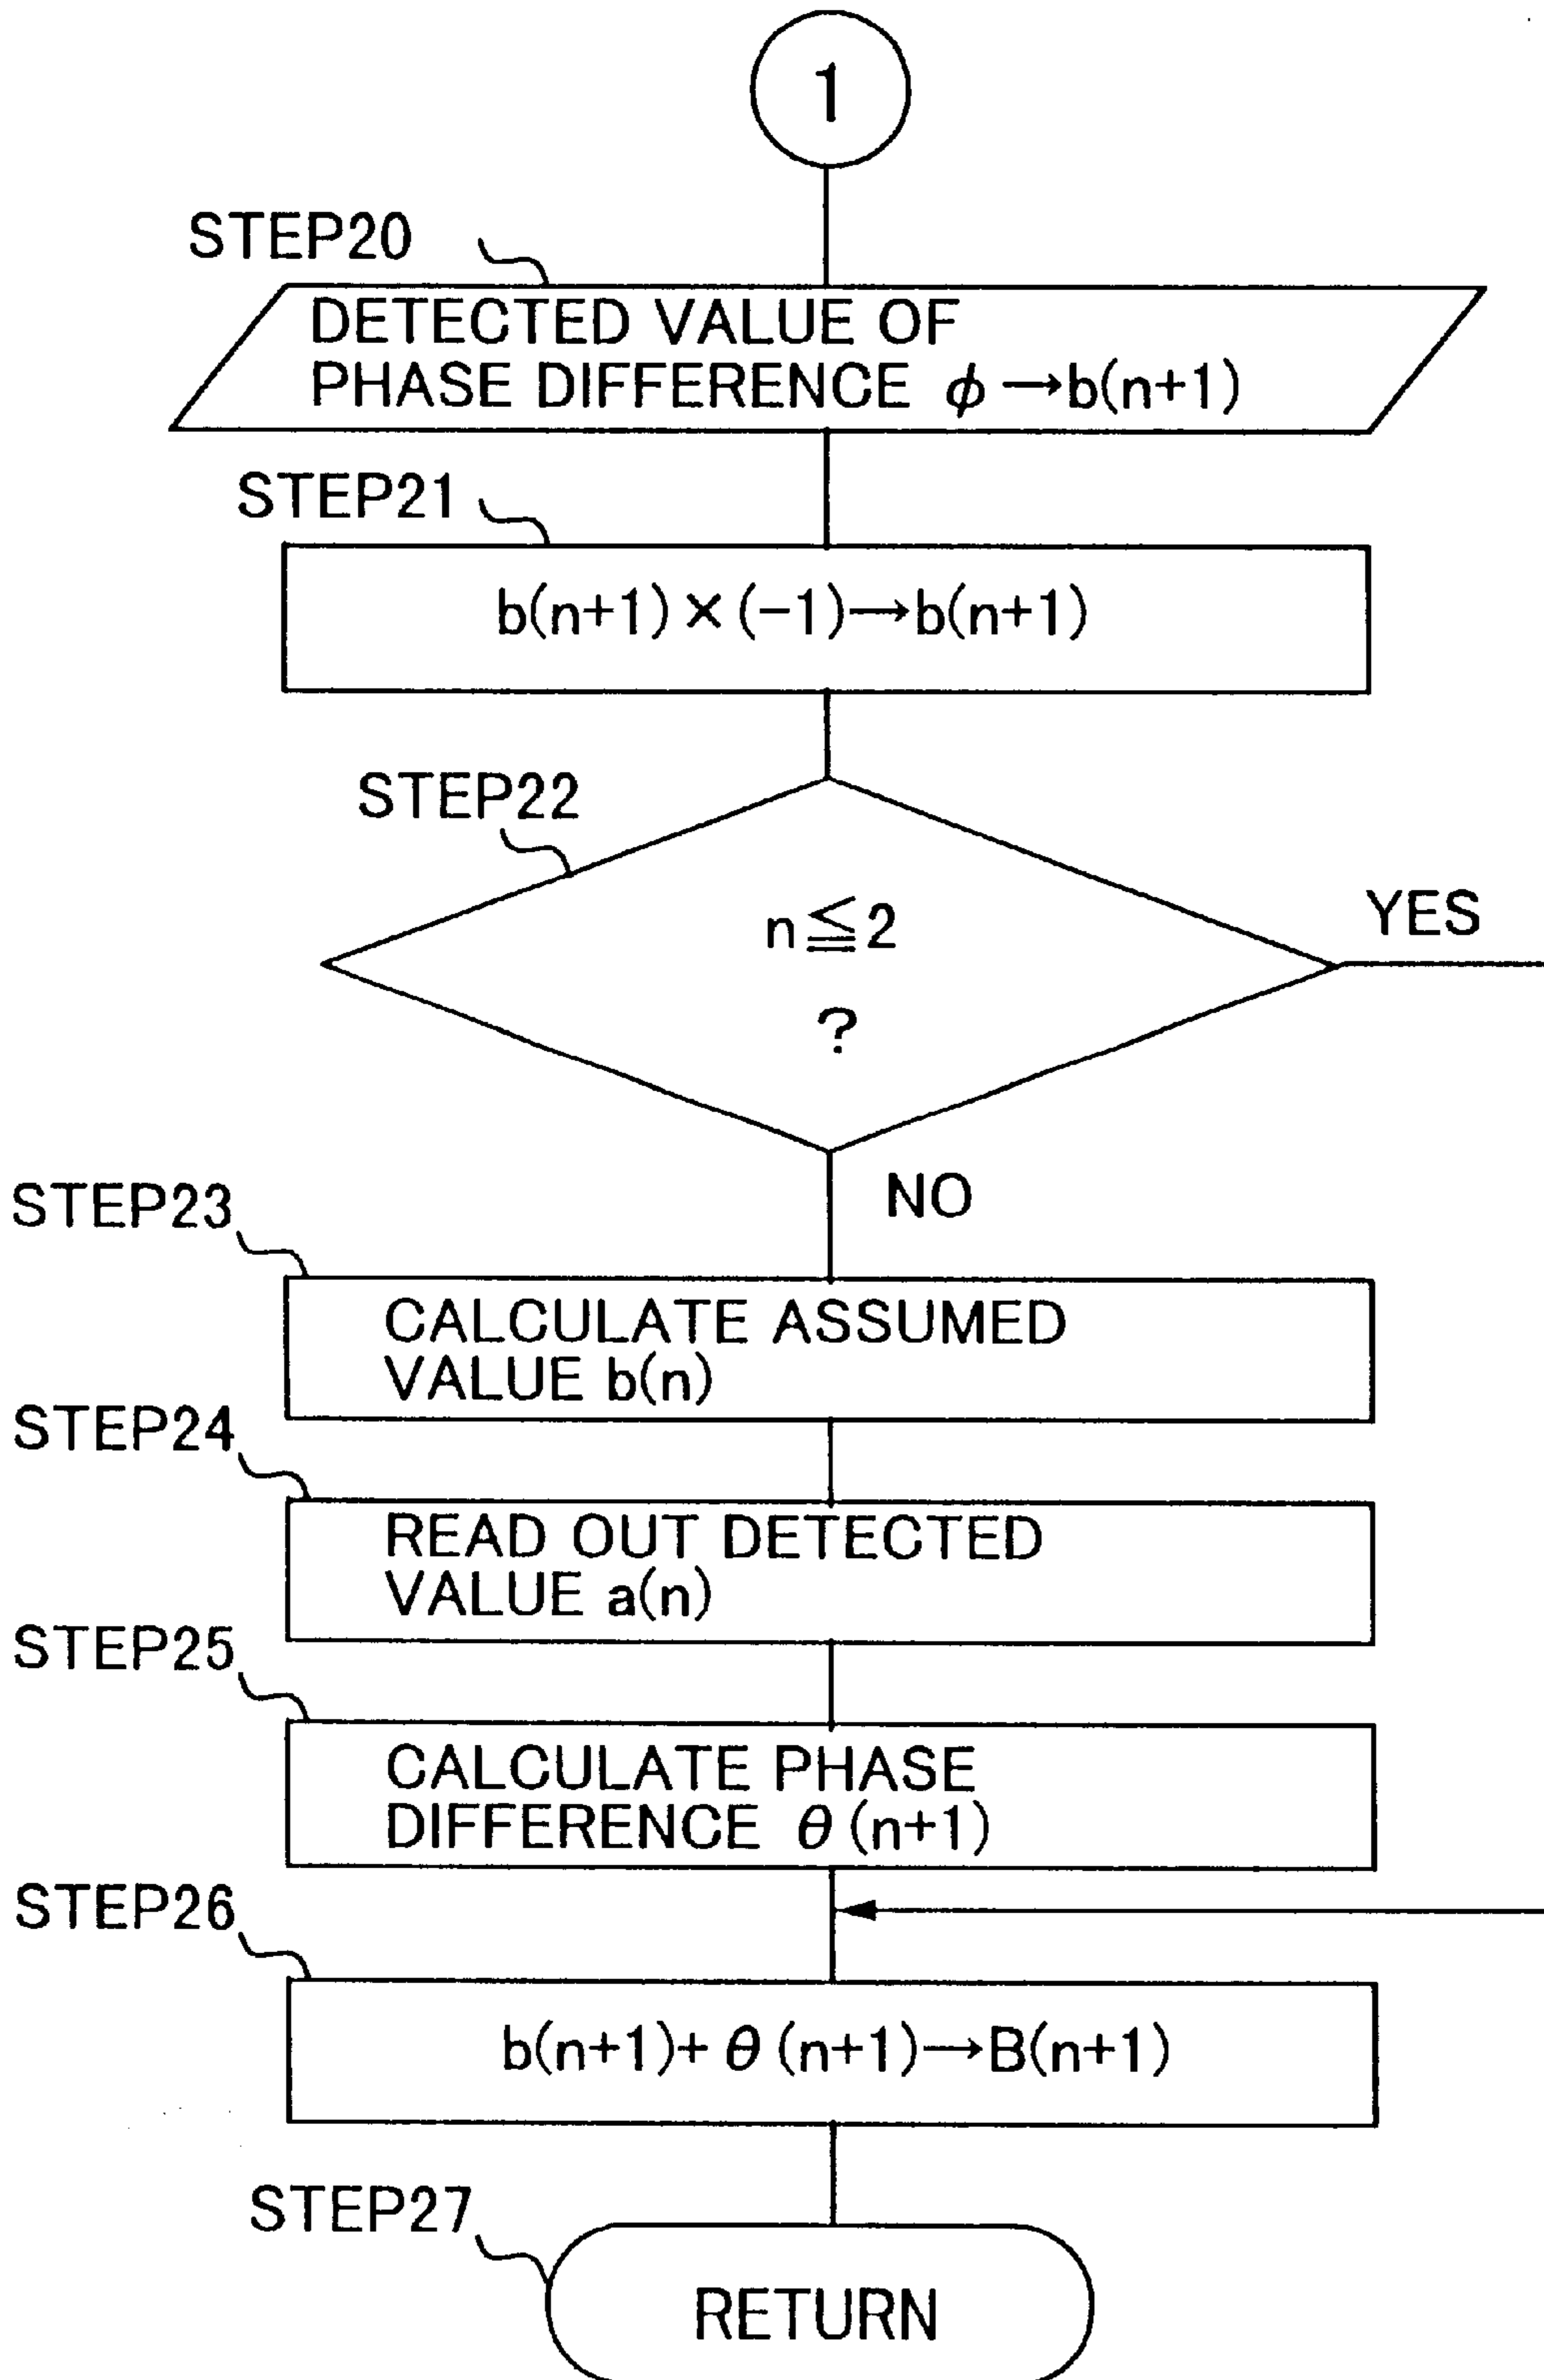 1
STEP20
DETECTED VALUE OF
PHASE DIFFERENCE ϕ→b(n+1)
STEP21
b(n+1)×(-1)→b(n+1)
STEP22
n≦2
?
YES
NO
STEP23
CALCULATE ASSUMED
VALUE b(n)
STEP24
READ OUT DETECTED
VALUE a(n)
STEP25
CALCULATE PHASE
DIFFERENCE θ(n+1)
STEP26
b(n+1)+θ(n+1)→B(n+1)
STEP27
RETURN